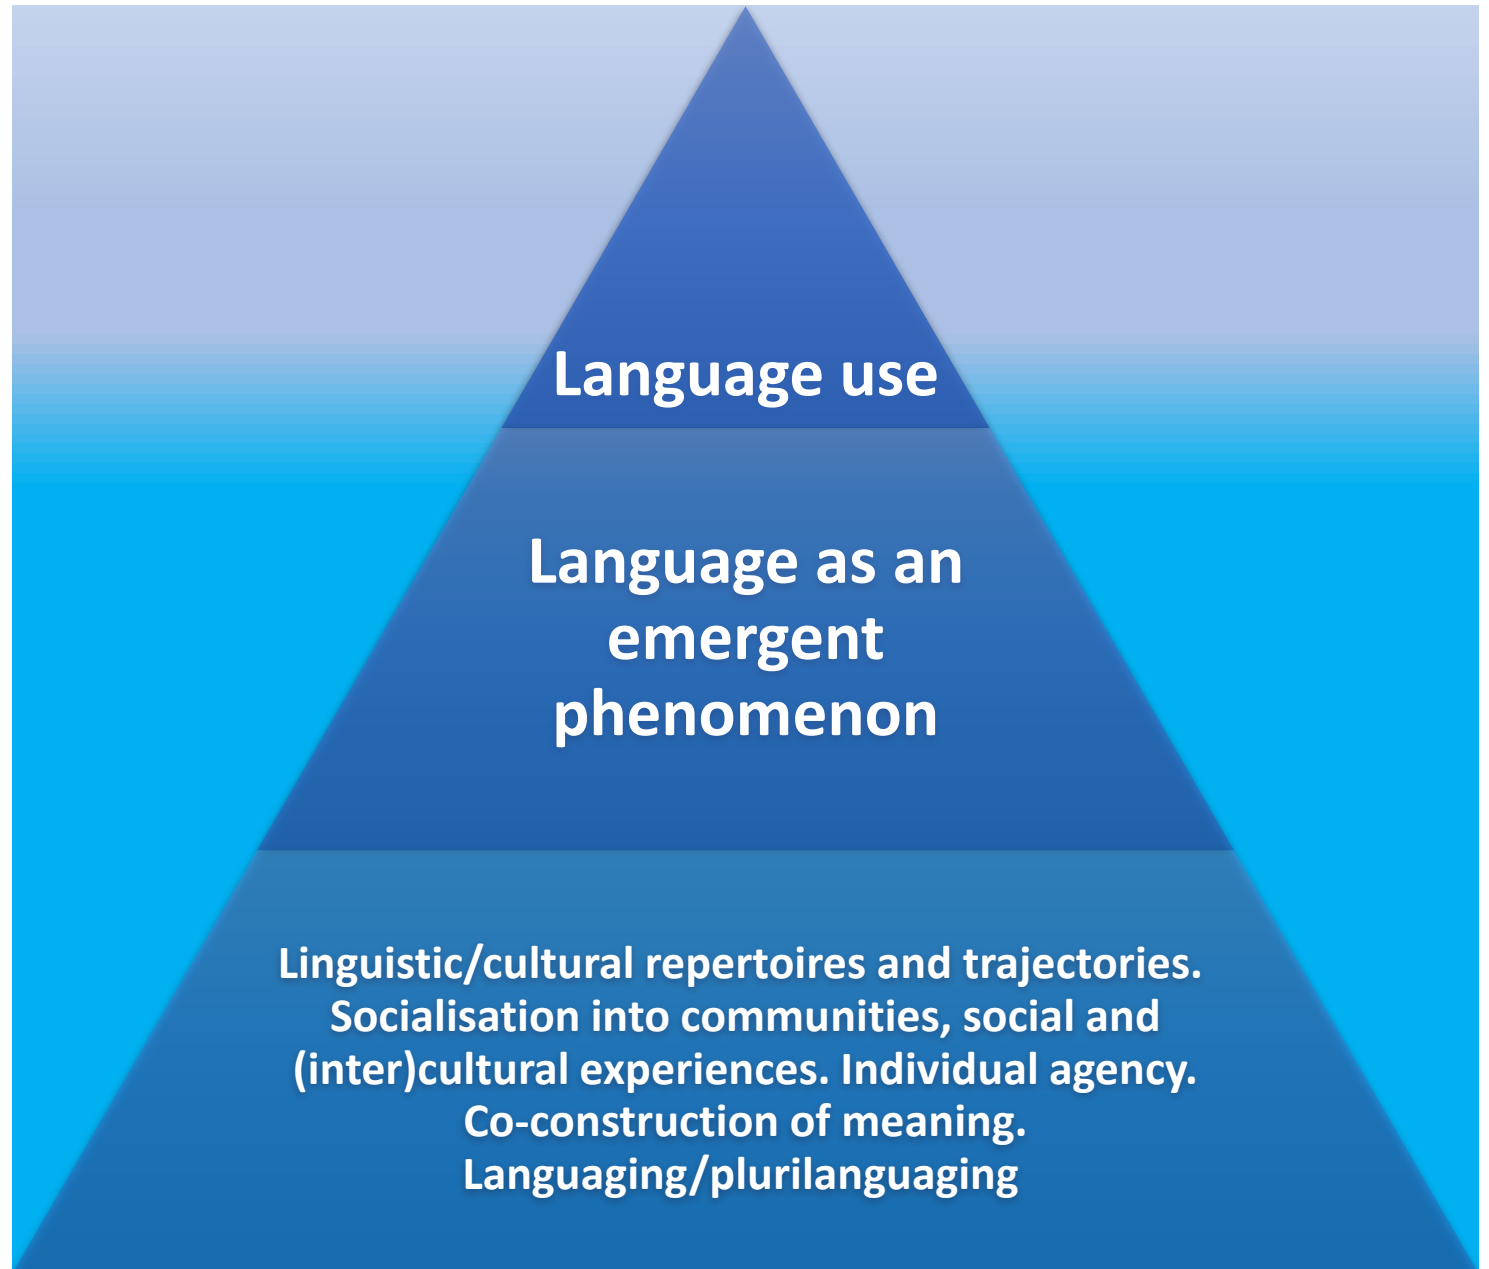 Language use
Language as an
emergent
phenomenon
Linguistic/cultural repertoires and trajectories.
Socialisation into communities, social and
(inter)cultural experiences. Individual agency.
Co-construction of meaning.
Languaging/plurilanguaging